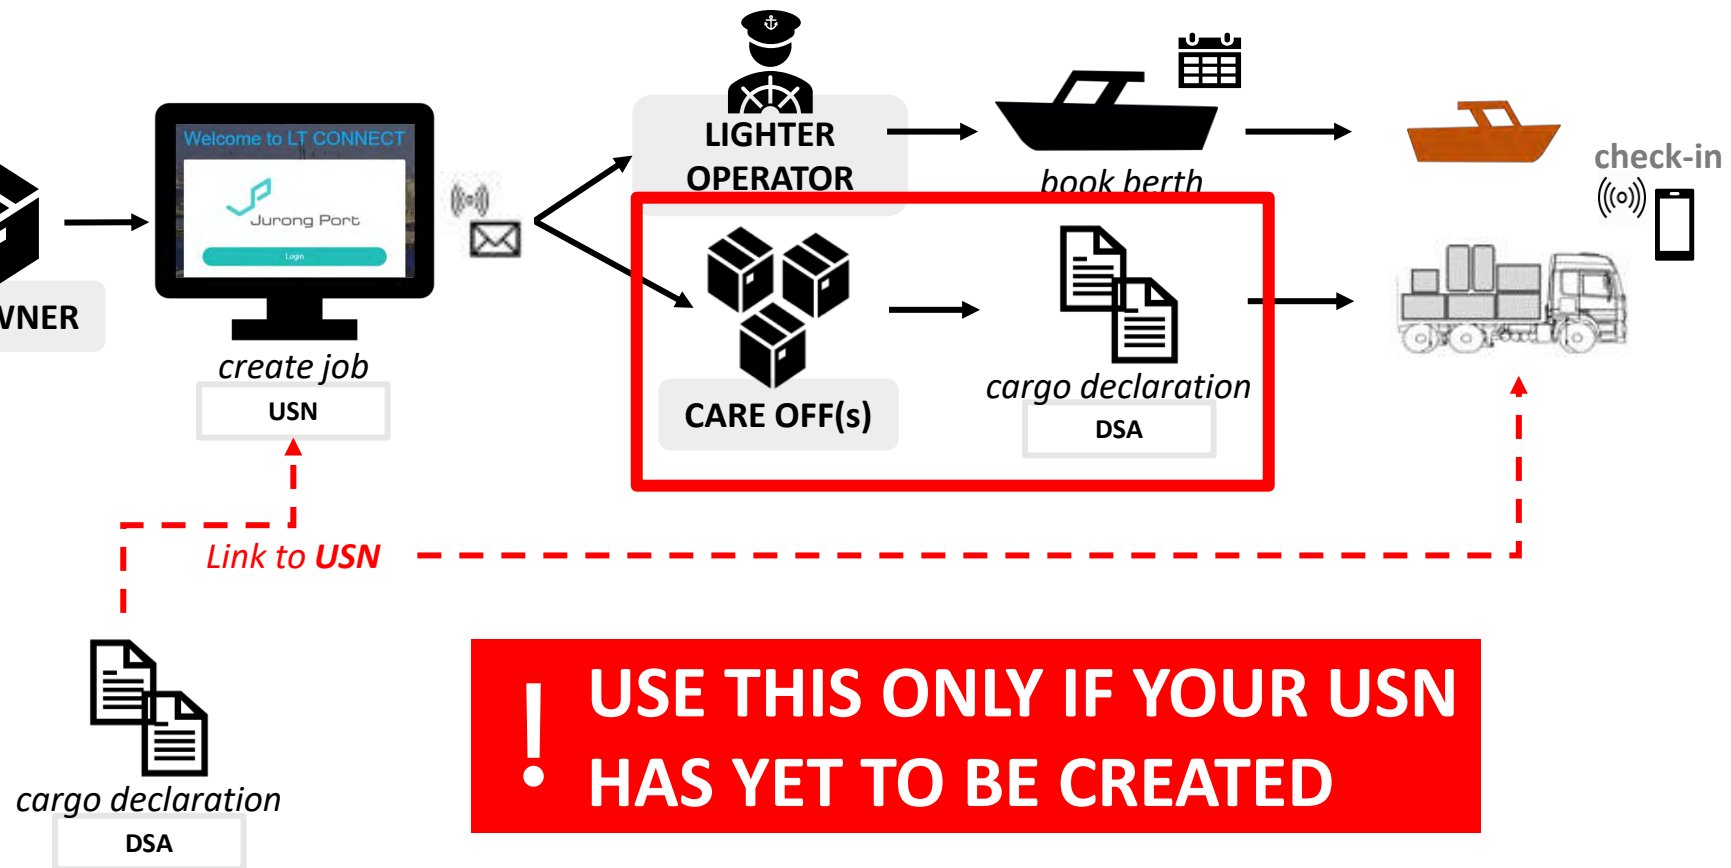 Welcome to LT CONNECT
Jurong Port
Login
WNER
create job
USN
LIGHTER
OPERATOR
book berth
check-in
CARE OFF(s)
cargo declaration
DSA
Link to USN
cargo declaration
DSA
! USE THIS ONLY IF YOUR USN
HAS YET TO BE CREATED